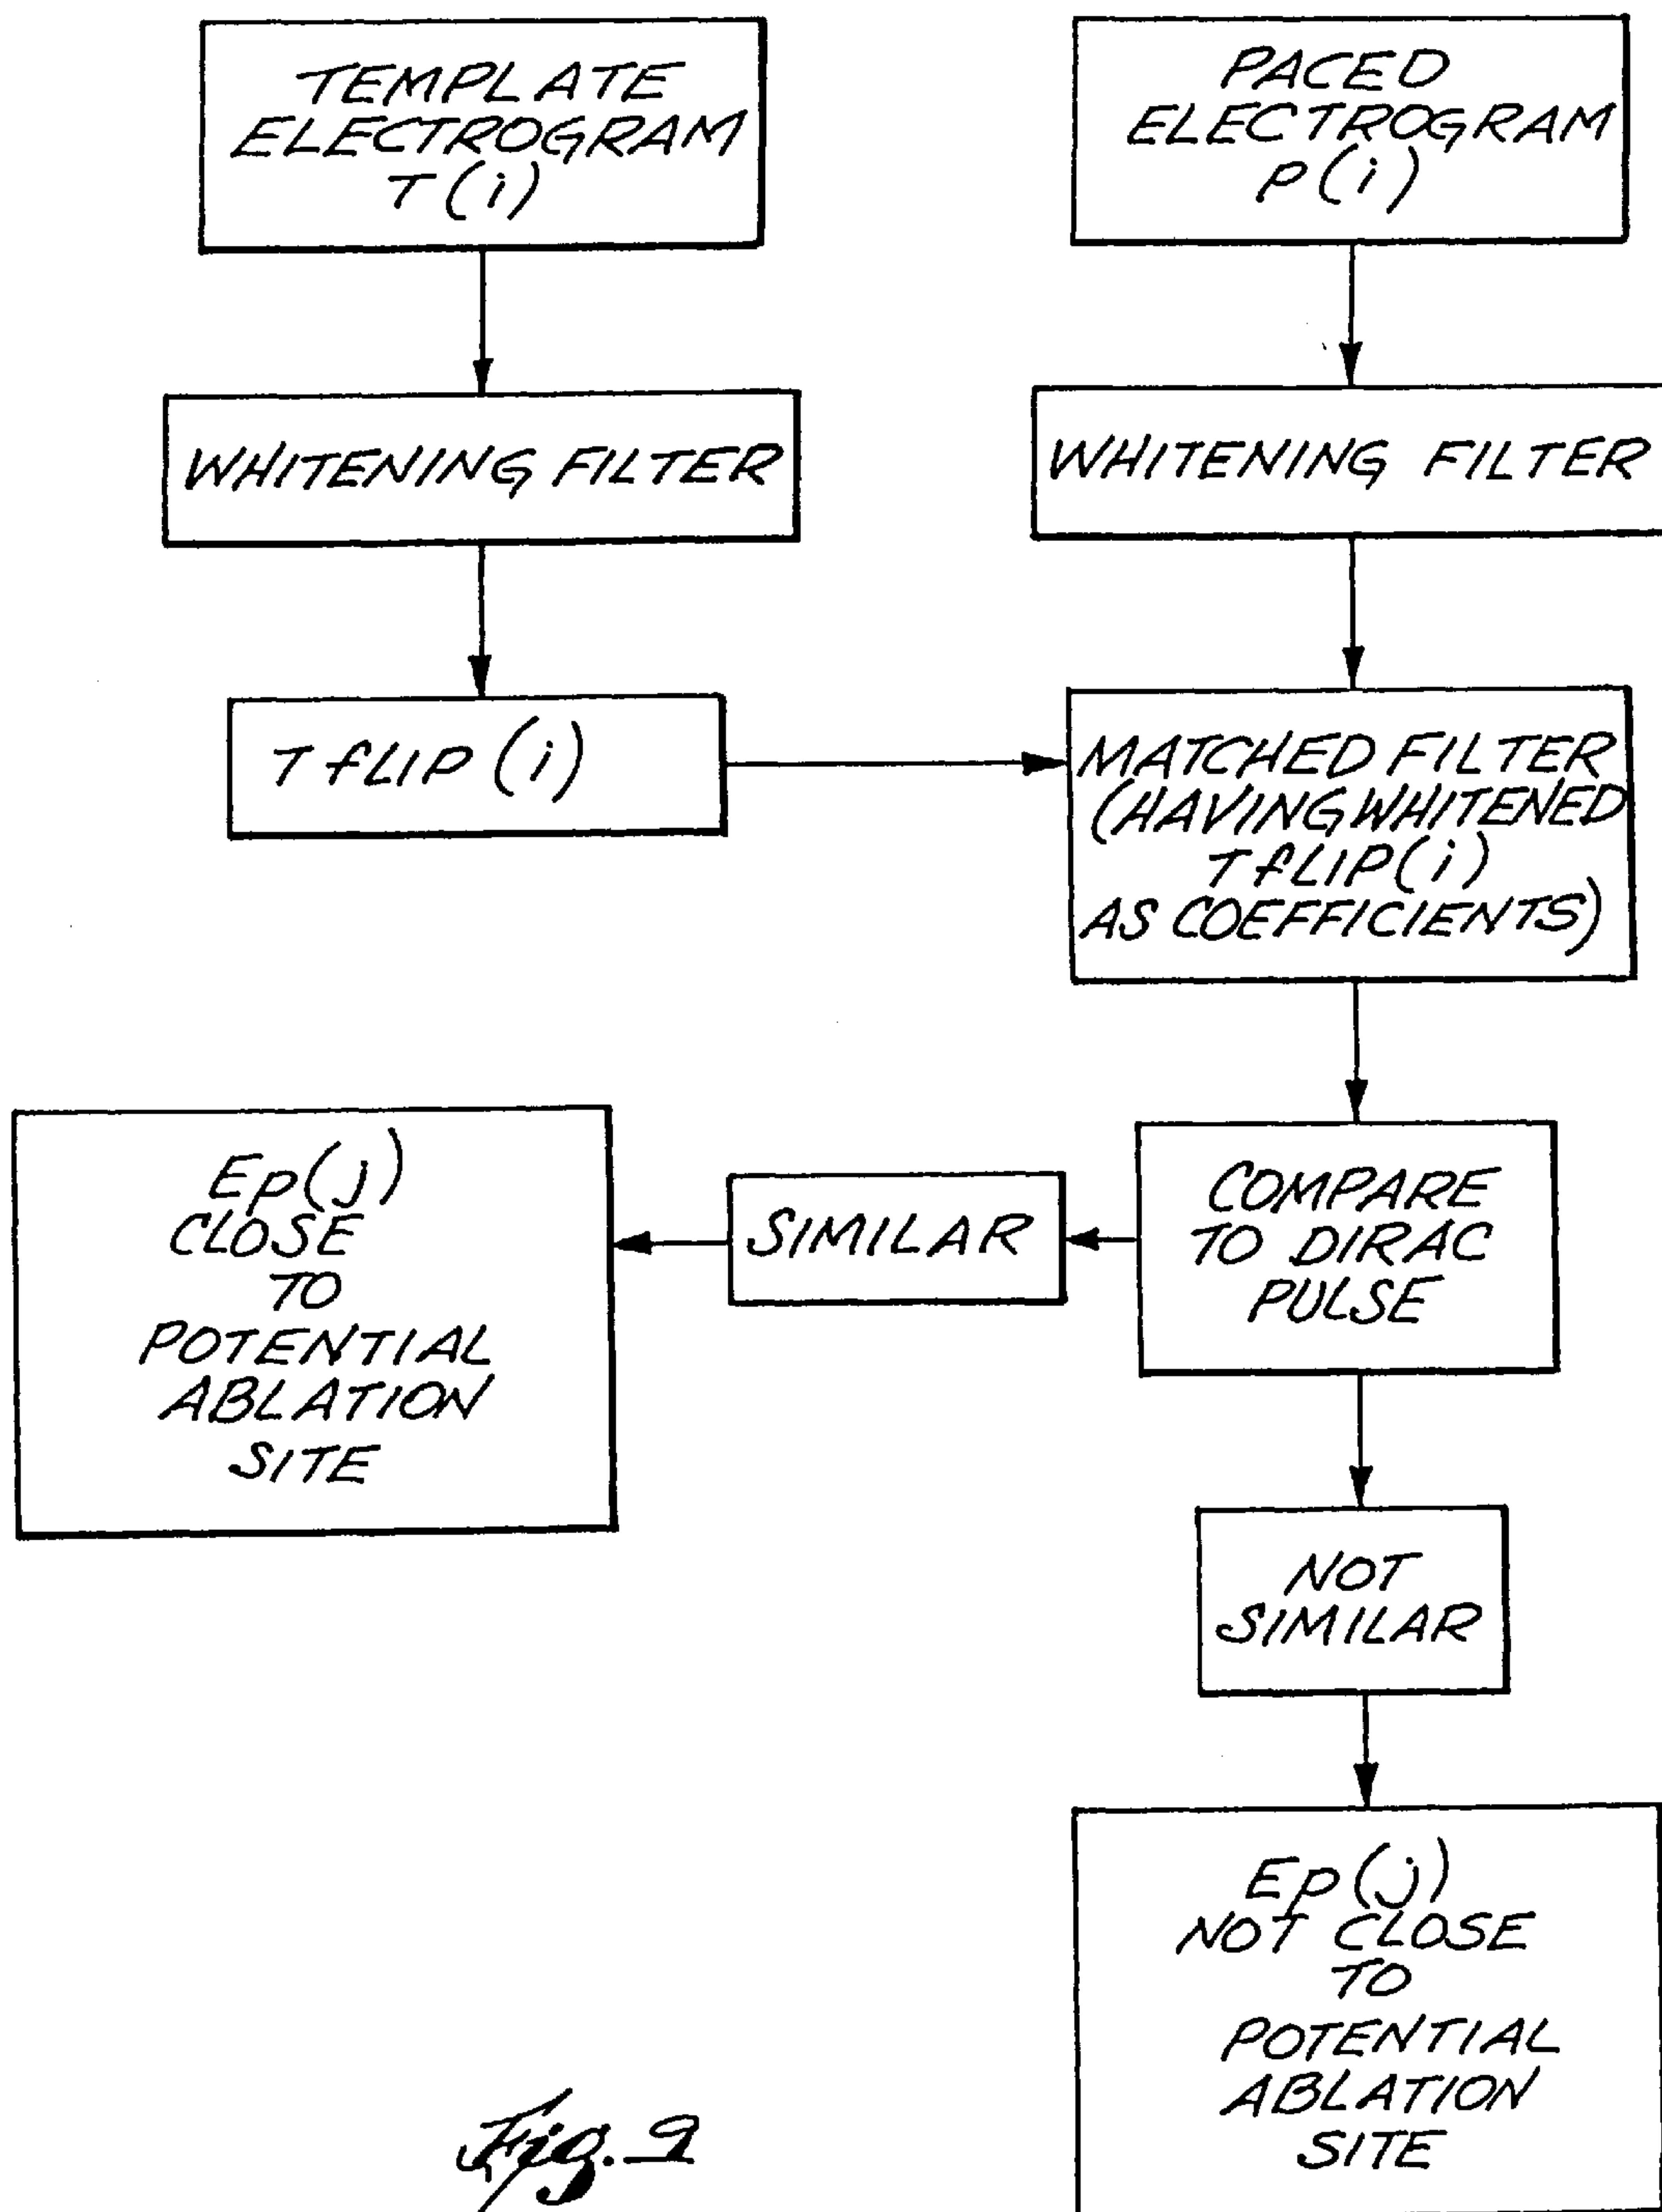 TEMPLATE
ELECTROGRAM
T(i)
PACED
ELECTROGRAM
P(i)
WHITENING FILTER
WHITENING FILTER
T fLIP (i)
MATCHED FILTER
(HAVING WHITENED
T fLIP(i)
AS COEFFICIENTS)
COMPARE
TO DIRAC
PULSE
SIMILAR
Ep(j)
CLOSE
TO
POTENTIAL
ABLATION
SITE
NOT
SIMILAR
Ep(j)
NOT CLOSE
TO
POTENTIAL
ABLATION
SITE
Fig. 9